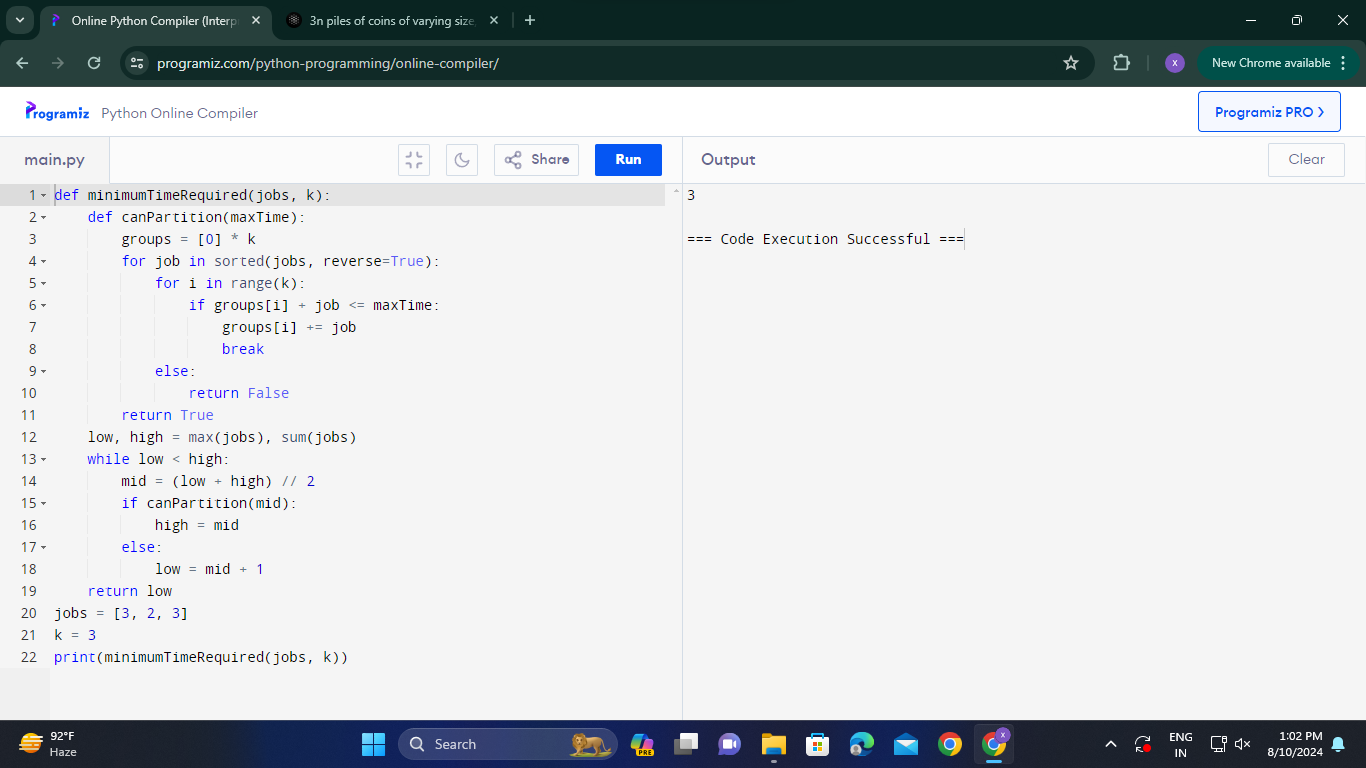 Online Python Compiler (Interp
3n piles of coins of varying size,
programiz.com/python-programming/online-compiler/
x
New Chrome available
Programiz
Python Online Compiler
Programiz PRO >
main.py
Share
Run
Output
Clear
1 def minimumTimeRequired(jobs, k):
2     def canPartition(maxTime):
3         groups = [0] * k
4         for job in sorted(jobs, reverse=True):
5             for i in range(k):
6                 if groups[i] + job <= maxTime:
7                     groups[i] += job
8                     break
9             else:
10                 return False
11         return True
12     low, high = max(jobs), sum(jobs)
13     while low < high:
14         mid = (low + high) // 2
15         if canPartition(mid):
16             high = mid
17         else:
18             low = mid + 1
19     return low
20 jobs = [3, 2, 3]
21 k = 3
22 print(minimumTimeRequired(jobs, k))
3
=== Code Execution Successful ===
92°F
Haze
Search
PRE
x
ENG
IN
1:02 PM
8/10/2024